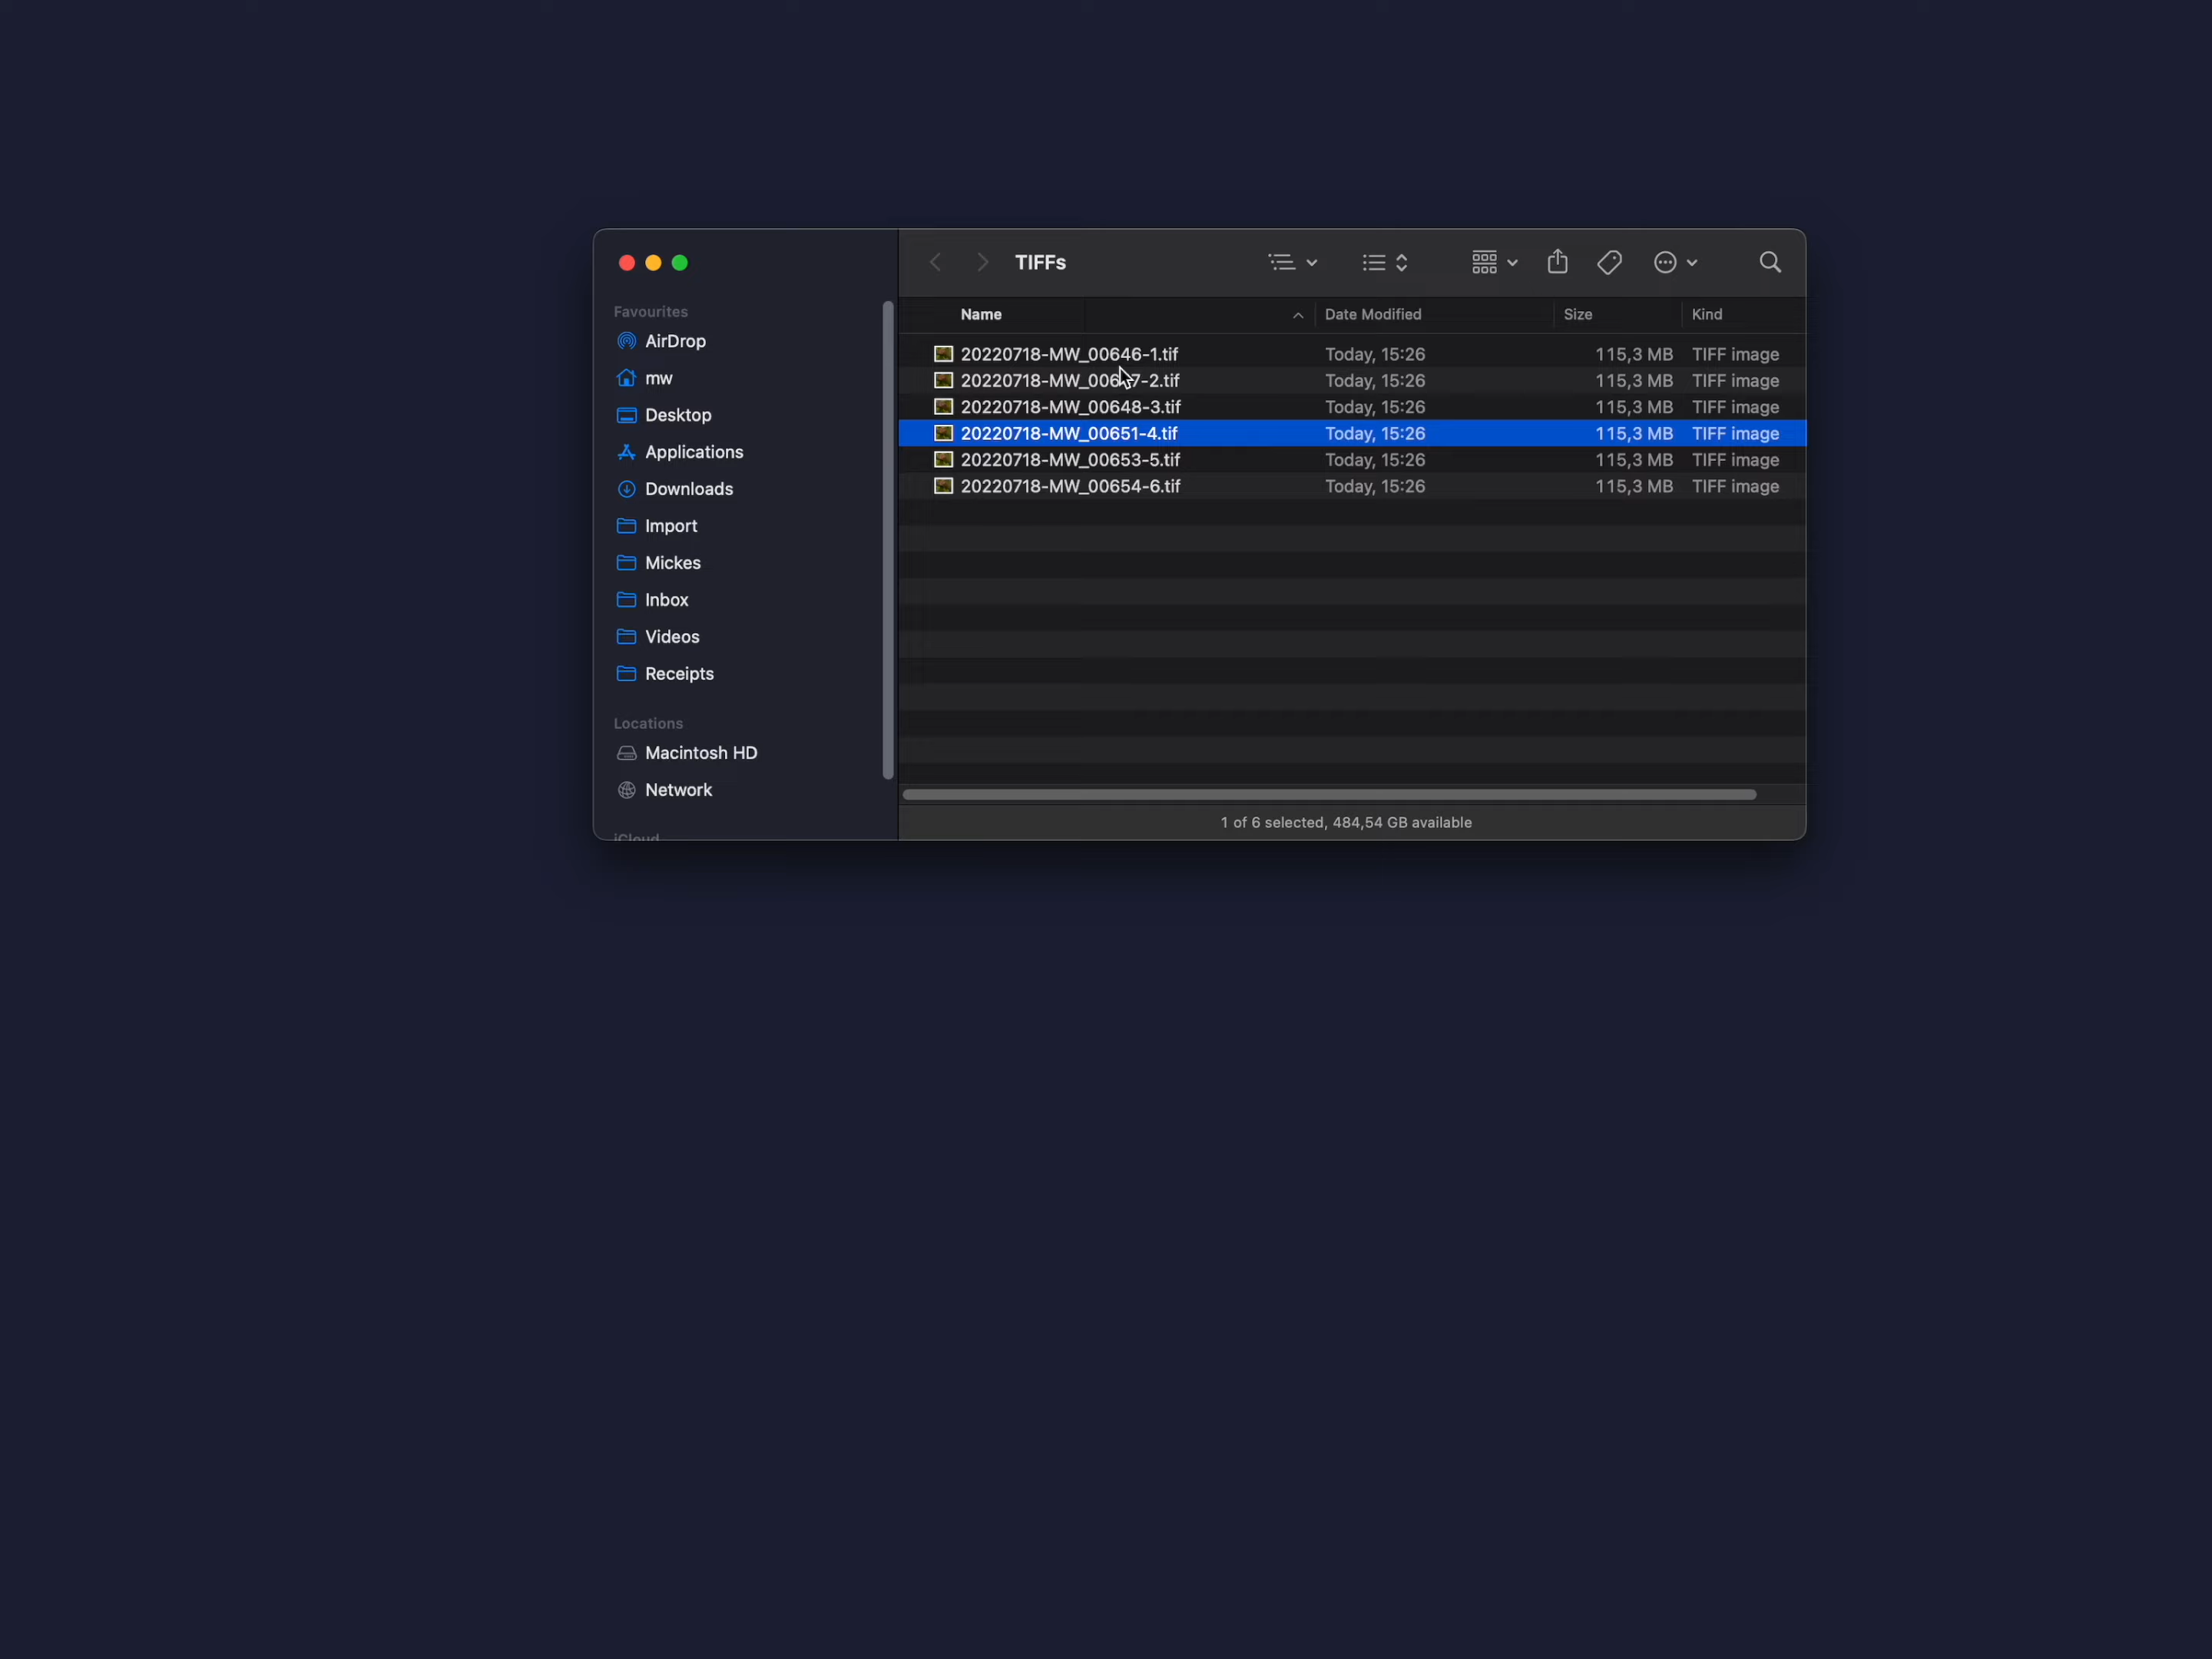 TIFFs
Favourites
AirDrop
mw
Desktop
Applications
Downloads
Import
Mickes
Inbox
Videos
Receipts
Locations
Macintosh HD
Network
iCloud
Name Date Modified Size Kind
20220718-MW_00646-1.tif Today, 15:26 115,3 MB TIFF image
20220718-MW_00647-2.tif Today, 15:26 115,3 MB TIFF image
20220718-MW_00648-3.tif Today, 15:26 115,3 MB TIFF image
20220718-MW_00651-4.tif Today, 15:26 115,3 MB TIFF image
20220718-MW_00653-5.tif Today, 15:26 115,3 MB TIFF image
20220718-MW_00654-6.tif Today, 15:26 115,3 MB TIFF image
1 of 6 selected, 484,54 GB available